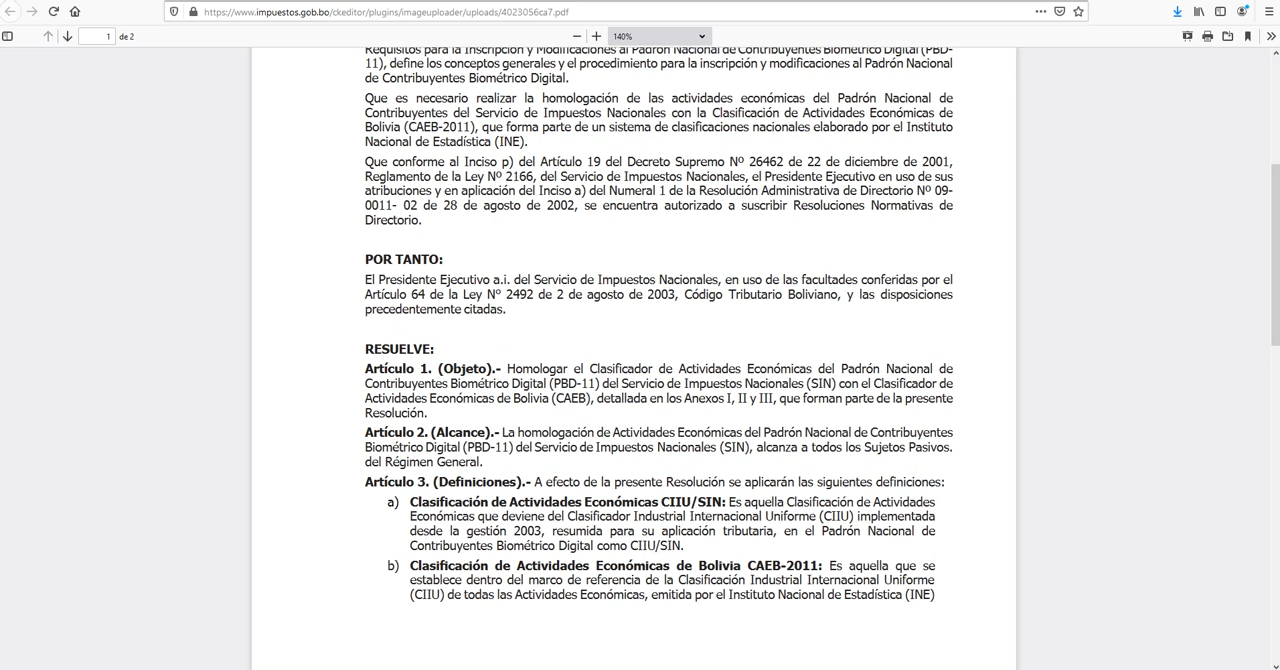 https://www.impuestos.gob.bo/ckeditor/plugins/imageuploader/uploads/4023056ca7.pdf
1 de 2
140%
Requisitos para la Inscripción y Modificaciones al Padrón Nacional de Contribuyentes Biométrico Digital (PBD-
11), define los conceptos generales y el procedimiento para la inscripción y modificaciones al Padrón Nacional
de Contribuyentes Biométrico Digital.
Que es necesario realizar la homologación de las actividades económicas del Padrón Nacional de
Contribuyentes del Servicio de Impuestos Nacionales con la Clasificación de Actividades Económicas de
Bolivia (CAEB-2011), que forma parte de un sistema de clasificaciones nacionales elaborado por el Instituto
Nacional de Estadística (INE).
Que conforme al Inciso p) del Artículo 19 del Decreto Supremo Nº 26462 de 22 de diciembre de 2001,
Reglamento de la Ley Nº 2166, del Servicio de Impuestos Nacionales, el Presidente Ejecutivo en uso de sus
atribuciones y en aplicación del Inciso a) del Numeral 1 de la Resolución Administrativa de Directorio Nº 09-
0011- 02 de 28 de agosto de 2002, se encuentra autorizado a suscribir Resoluciones Normativas de
Directorio.
POR TANTO:
El Presidente Ejecutivo a.i. del Servicio de Impuestos Nacionales, en uso de las facultades conferidas por el
Artículo 64 de la Ley Nº 2492 de 2 de agosto de 2003, Código Tributario Boliviano, y las disposiciones
precedentemente citadas.
RESUELVE:
Artículo 1. (Objeto).- Homologar el Clasificador de Actividades Económicas del Padrón Nacional de
Contribuyentes Biométrico Digital (PBD-11) del Servicio de Impuestos Nacionales (SIN) con el Clasificador de
Actividades Económicas de Bolivia (CAEB), detallada en los Anexos I, II y III, que forman parte de la presente
Resolución.
Artículo 2. (Alcance).- La homologación de Actividades Económicas del Padrón Nacional de Contribuyentes
Biométrico Digital (PBD-11) del Servicio de Impuestos Nacionales (SIN), alcanza a todos los Sujetos Pasivos.
del Régimen General.
Artículo 3. (Definiciones).- A efecto de la presente Resolución se aplicarán las siguientes definiciones:
a) Clasificación de Actividades Económicas CIIU/SIN: Es aquella Clasificación de Actividades
Económicas que deviene del Clasificador Industrial Internacional Uniforme (CIIU) implementada
desde la gestión 2003, resumida para su aplicación tributaria, en el Padrón Nacional de
Contribuyentes Biométrico Digital como CIIU/SIN.
b) Clasificación de Actividades Económicas de Bolivia CAEB-2011: Es aquella que se
establece dentro del marco de referencia de la Clasificación Industrial Internacional Uniforme
(CIIU) de todas las Actividades Económicas, emitida por el Instituto Nacional de Estadística (INE)